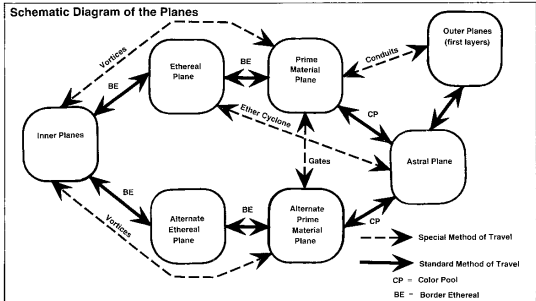 Schematic Diagram of the Planes
Vortices
BE
Ethereal
Plane
BE
Prime
Material
Plane
Conduits
Outer Planes
(first layers)
Inner Planes
Ether Cyclone
CP
Gates
Astral Plane
BE
Vortices
Alternate
Ethereal
Plane
BE
Alternate
Prime
Material
Plane
CP
Special Method of Travel
Standard Method of Travel
CP = Color Pool
BE = Border Ethereal